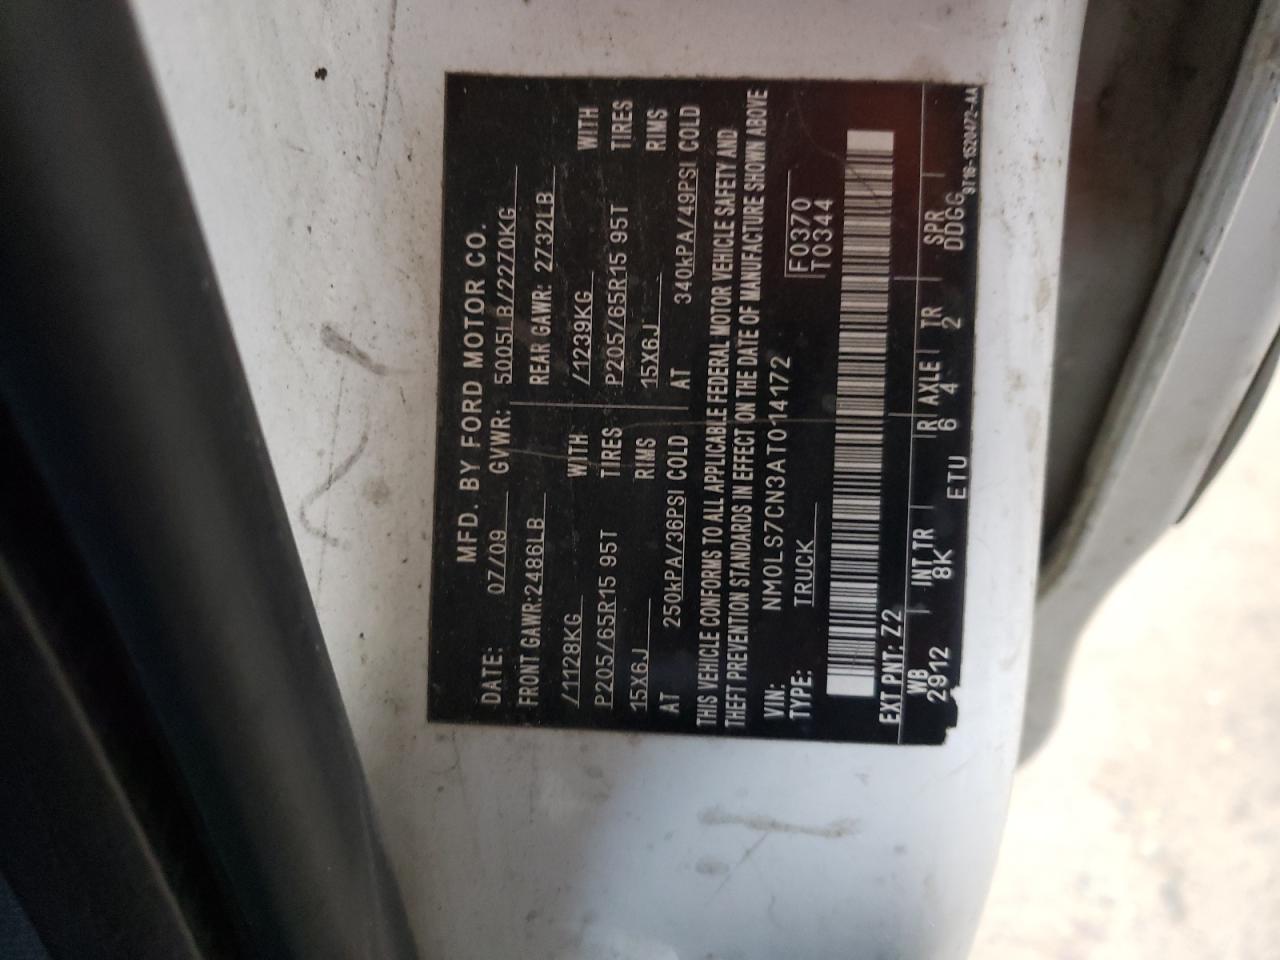 MFD. BY FORD MOTOR CO.
DATE: 07/09 GVWR: 5005LB/2270KG
FRONT GAWR:2486LB REAR GAWR: 2732LB
/1128KG WITH /1239KG WITH
P205/65R15 95T TIRES P205/65R15 95T TIRES
15X6J RIMS 15X6J RIMS
AT 250kPA/36PSI COLD AT 340kPA/49PSI COLD
THIS VEHICLE CONFORMS TO ALL APPLICABLE FEDERAL MOTOR VEHICLE SAFETY AND
THEFT PREVENTION STANDARDS IN EFFECT ON THE DATE OF MANUFACTURE SHOWN ABOVE
VIN: NM0LS7CN3AT014172 F0370
TYPE: TRUCK T0344
EXT PNT: Z2
WB INT TR R AXLE TR SPR
2912 8K 6 4 2 DDGG
ETU
9T16-1520472-AA